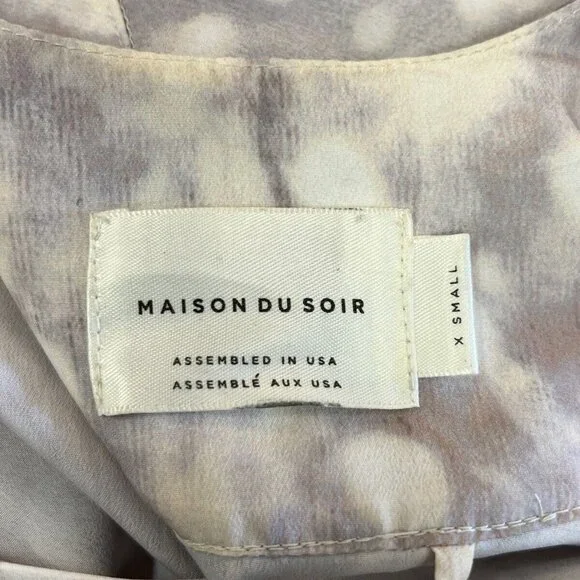 MAISON DU SOIR
ASSEMBLED IN USA
ASSEMBLÉ AUX USA
X SMALL